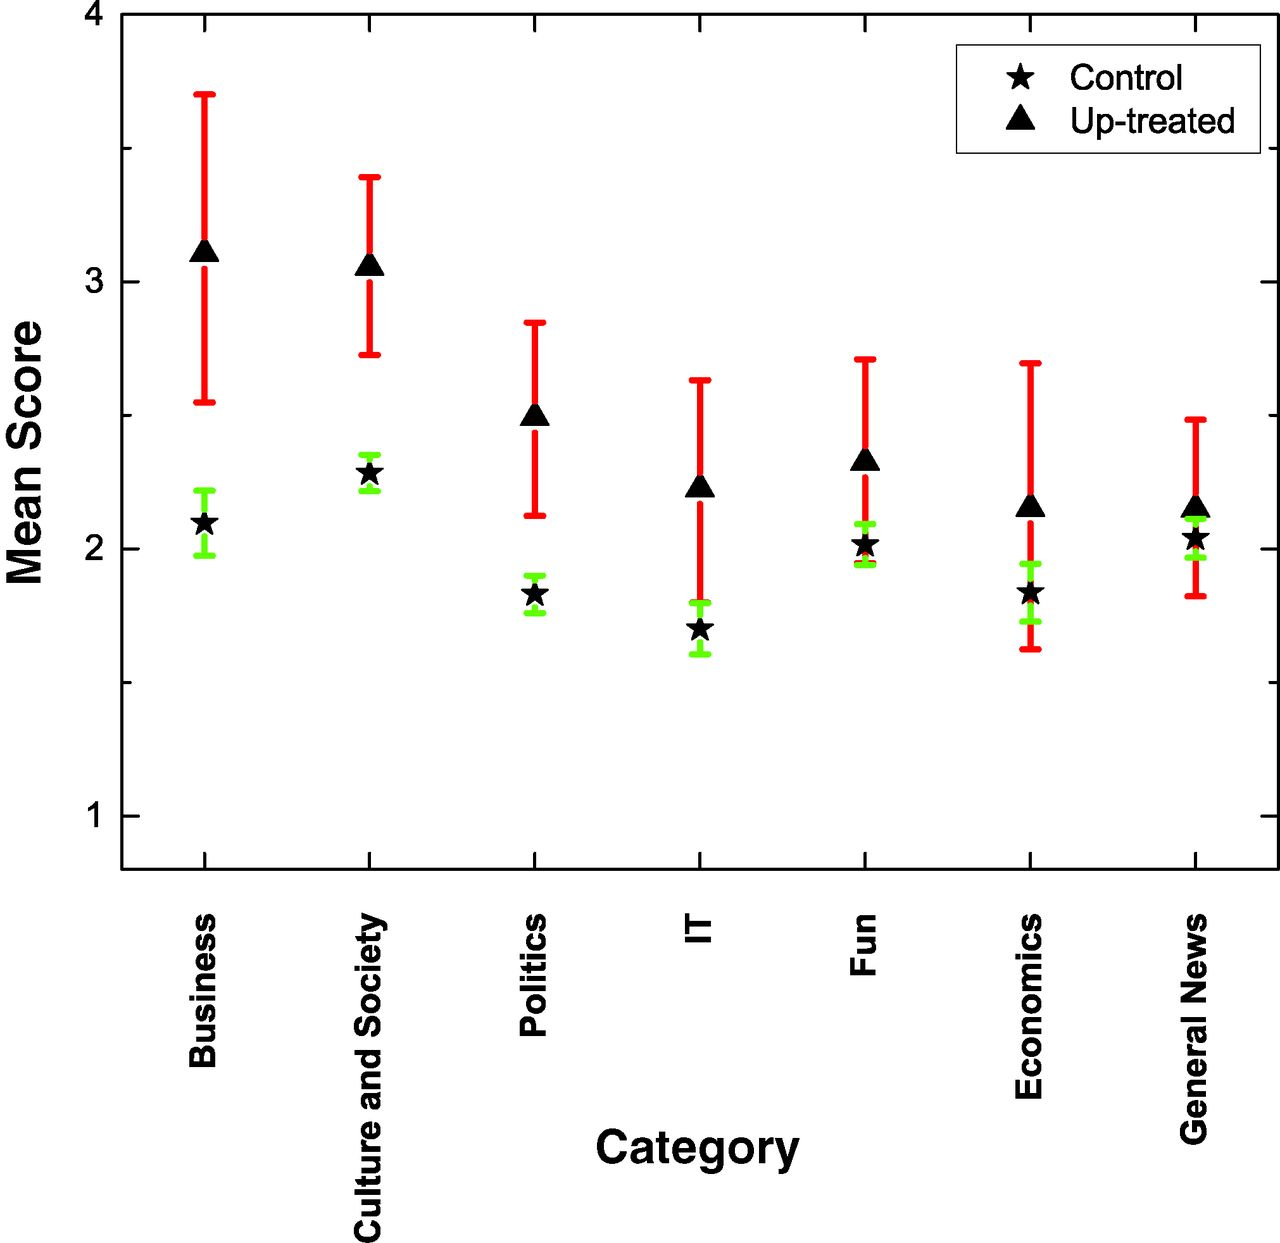 4
3
2
1
Mean Score
Control
Up-treated
Business
Culture and Society
Politics
IT
Fun
Economics
General News
Category